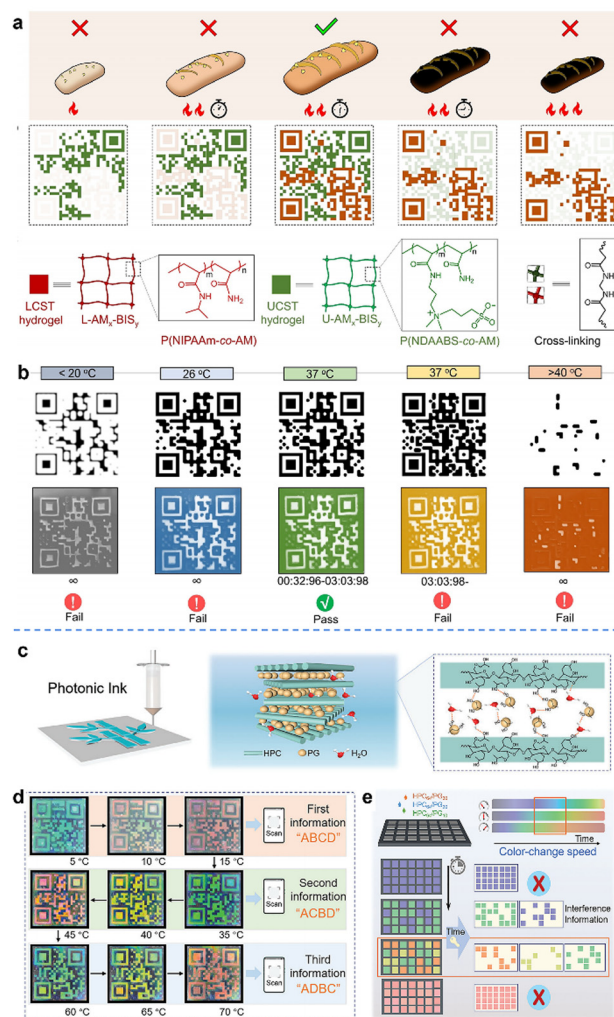 a
LCST
hydrogel
L-AMx-BISy
P(NIPAAm-co-AM)
UCST
hydrogel
U-AMx-BISy
P(NDAABS-co-AM)
Cross-linking
b
< 20 °C
26 °C
37 °C
37 °C
>40 °C
∞
∞
00:32:96-03:03:98
03:03:98-
∞
Fail
Fail
Pass
Fail
Fail
c
Photonic Ink
HPC
PG
H₂O
d
5 °C
10 °C
15 °C
Scan
First
information
"ABCD"
45 °C
40 °C
35 °C
Scan
Second
information
"ACBD"
60 °C
65 °C
70 °C
Scan
Third
information
"ADBC"
e
Time
Color-change speed
Time
Interference
Information